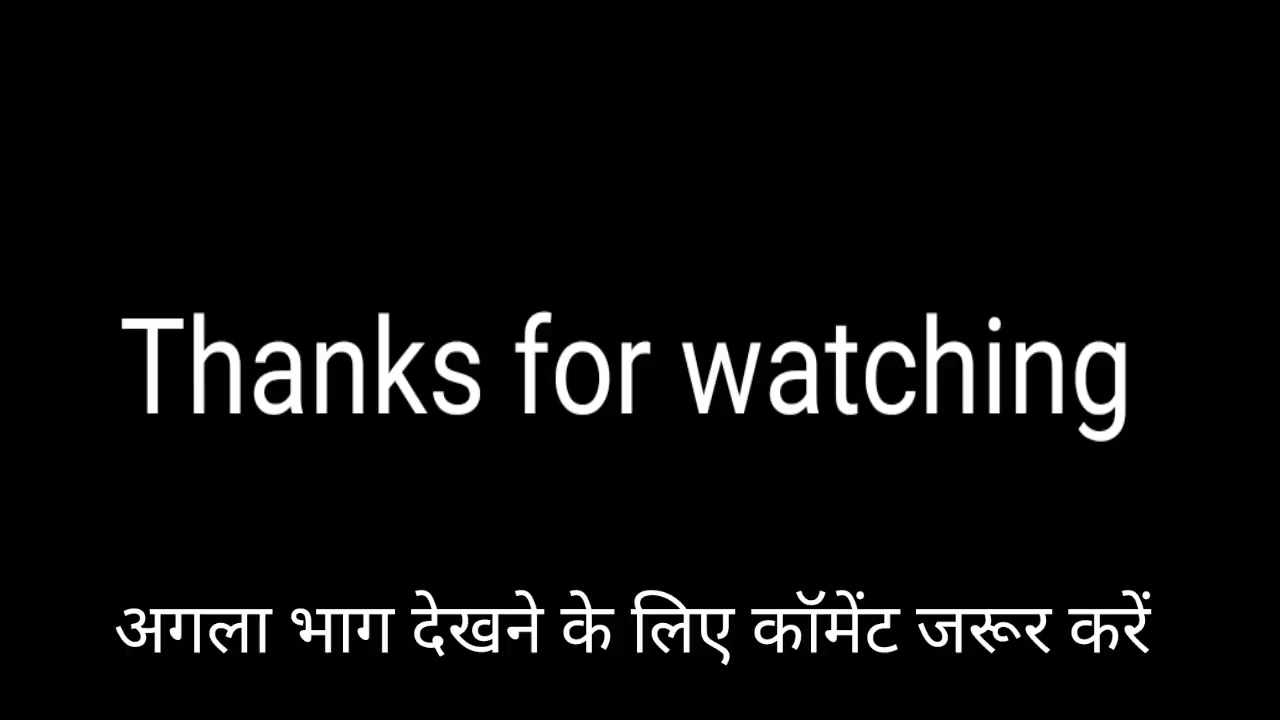 Thanks for watching
अगला भाग देखने के लिए कॉमेंट जरूर करें